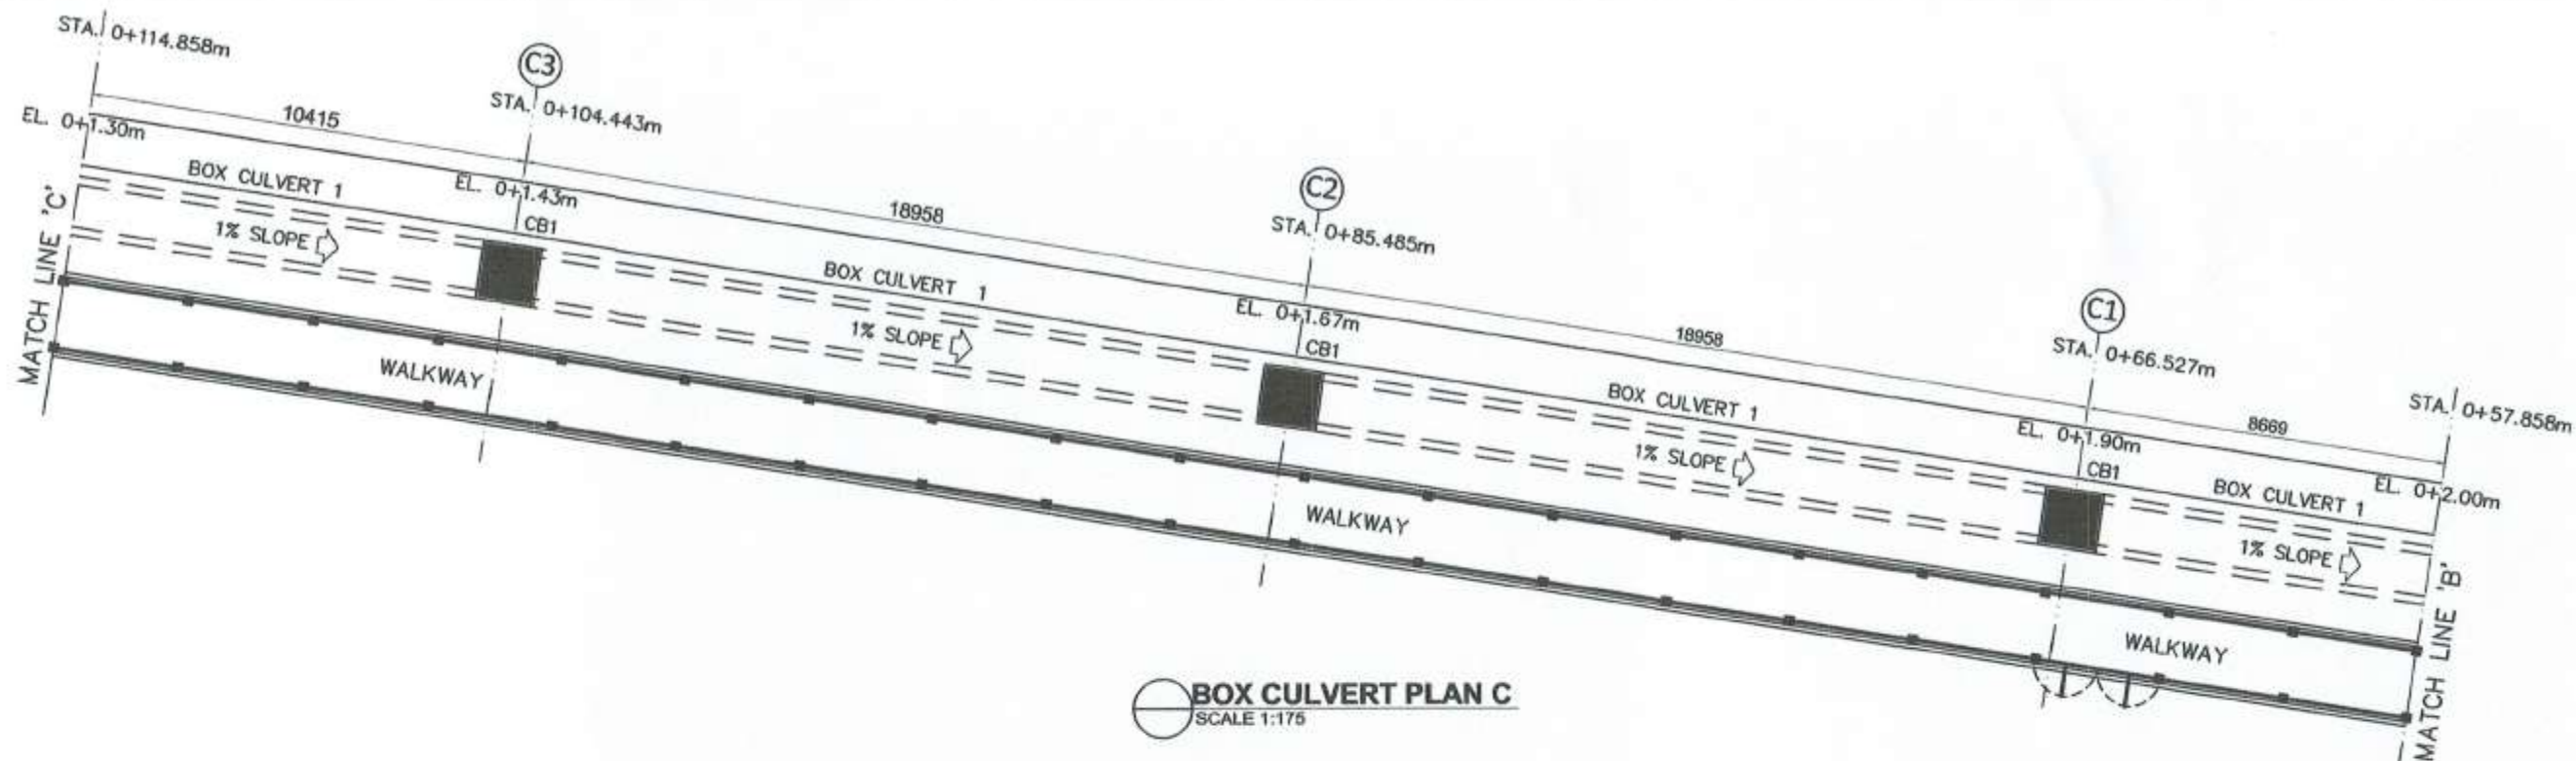 STA. 0+114.858m
C3
STA. 0+104.443m
10415
EL. 0+1.30m
BOX CULVERT 1
EL. 0+1.43m
CB1
1% SLOPE
MATCH LINE 'C'
WALKWAY
18958
C2
STA. 0+85.485m
BOX CULVERT 1
EL. 0+1.67m
CB1
1% SLOPE
WALKWAY
18958
C1
STA. 0+66.527m
BOX CULVERT 1
EL. 0+1.90m
CB1
1% SLOPE
8669
STA. 0+57.858m
EL. 0+2.00m
BOX CULVERT 1
1% SLOPE
WALKWAY
MATCH LINE 'B'
BOX CULVERT PLAN C
SCALE 1:175